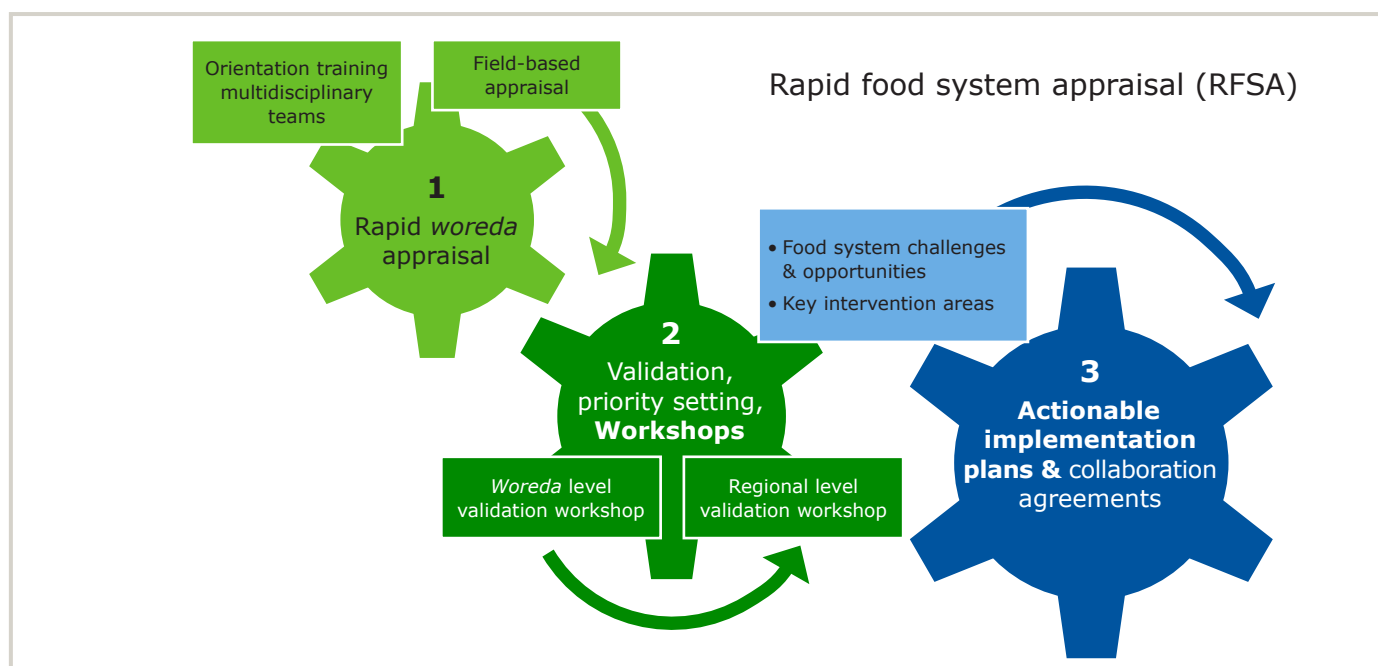 Rapid food system appraisal (RFSA)
Orientation training
multidisciplinary
teams
Field-based
appraisal
1
Rapid woreda
appraisal
2
Validation,
priority setting,
Workshops
Woreda level
validation workshop
Regional level
validation workshop
• Food system challenges
& opportunities
• Key intervention areas
3
Actionable
implementation
plans & collaboration
agreements